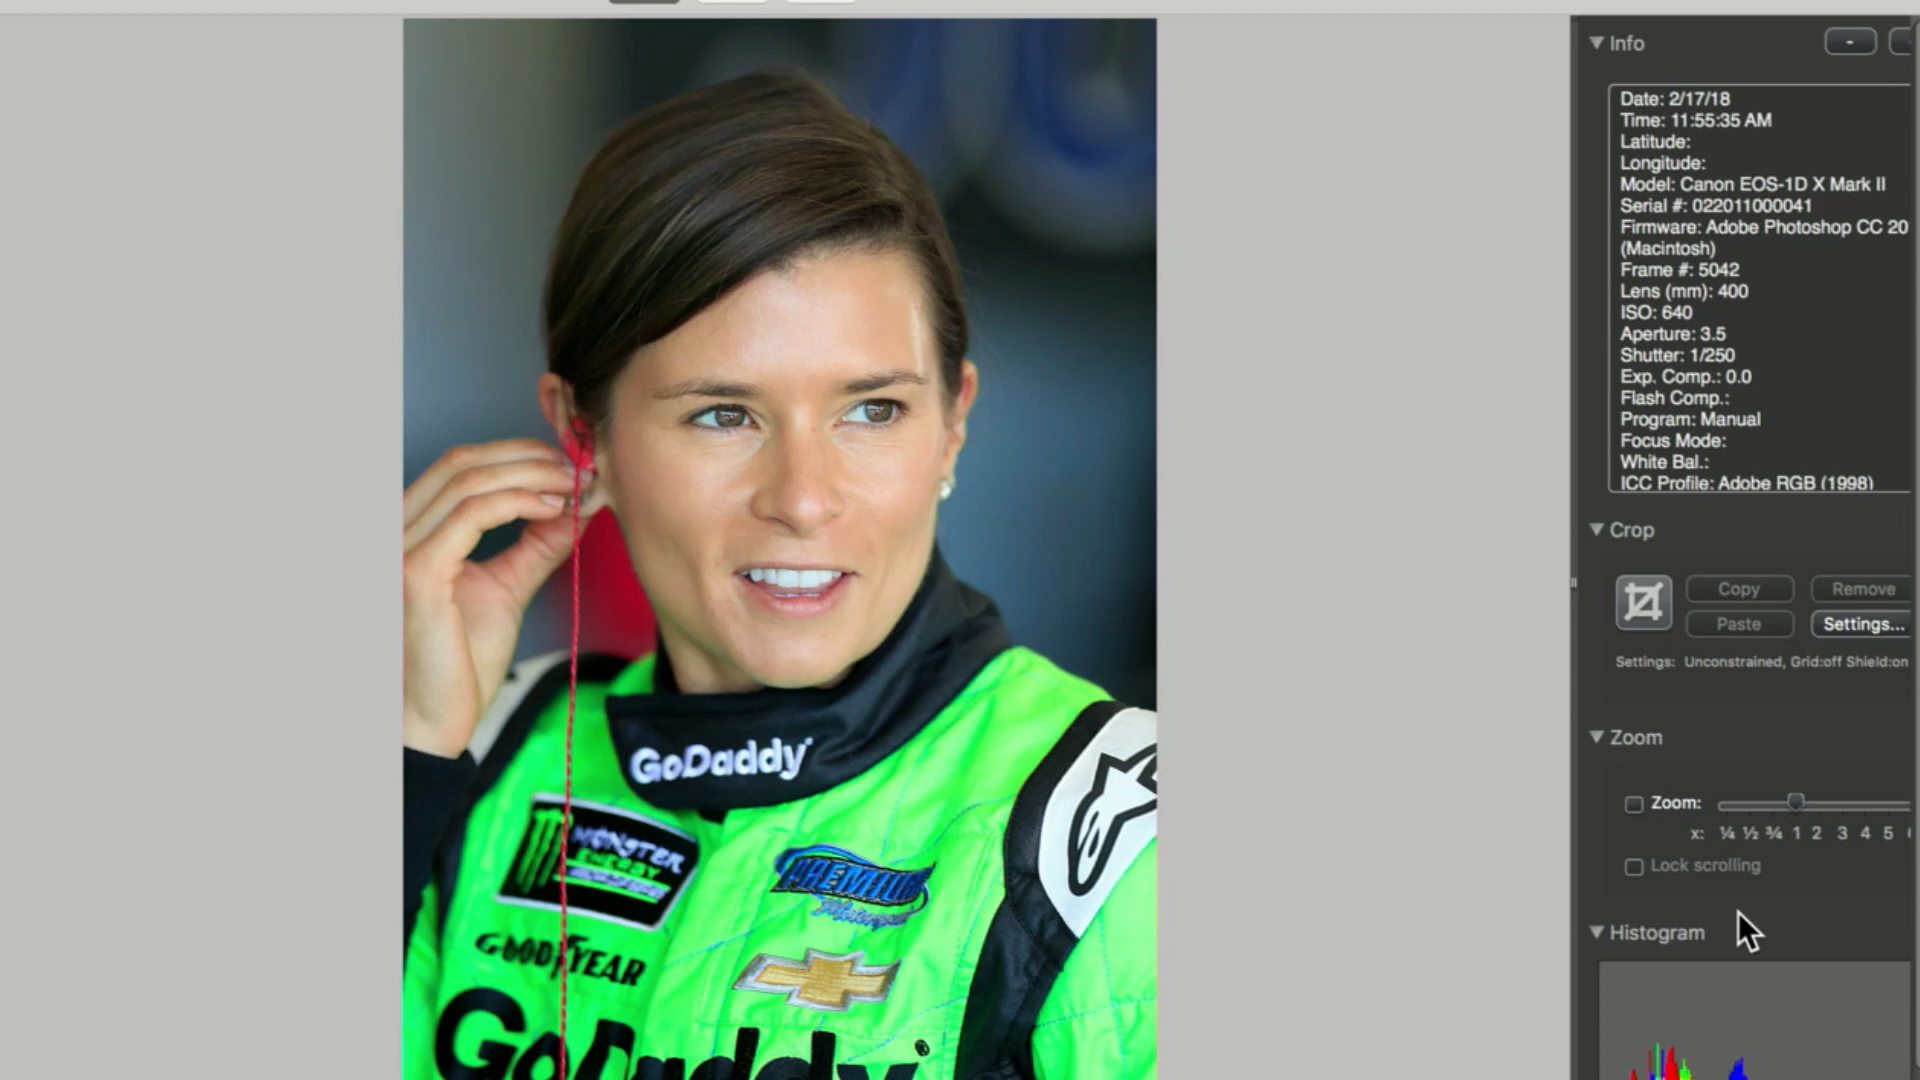 Info
-
Date: 2/17/18
Time: 11:55:35 AM
Latitude:
Longitude:
Model: Canon EOS-1D X Mark II
Serial #: 022011000041
Firmware: Adobe Photoshop CC 20
(Macintosh)
Frame #: 5042
Lens (mm): 400
ISO: 640
Aperture: 3.5
Shutter: 1/250
Exp. Comp.: 0.0
Flash Comp.:
Program: Manual
Focus Mode:
White Bal.:
ICC Profile: Adobe RGB (1998)
Crop
Copy Remove
Paste Settings...
Settings: Unconstrained, Grid:off Shield:on
Zoom
Zoom:
x: ¼ ½ ¾ 1 2 3 4 5
Lock scrolling
Histogram
GoDaddy
MONSTER
ENERGY
PREMIUM
Motorsports
GOODYEAR
GoDaddy